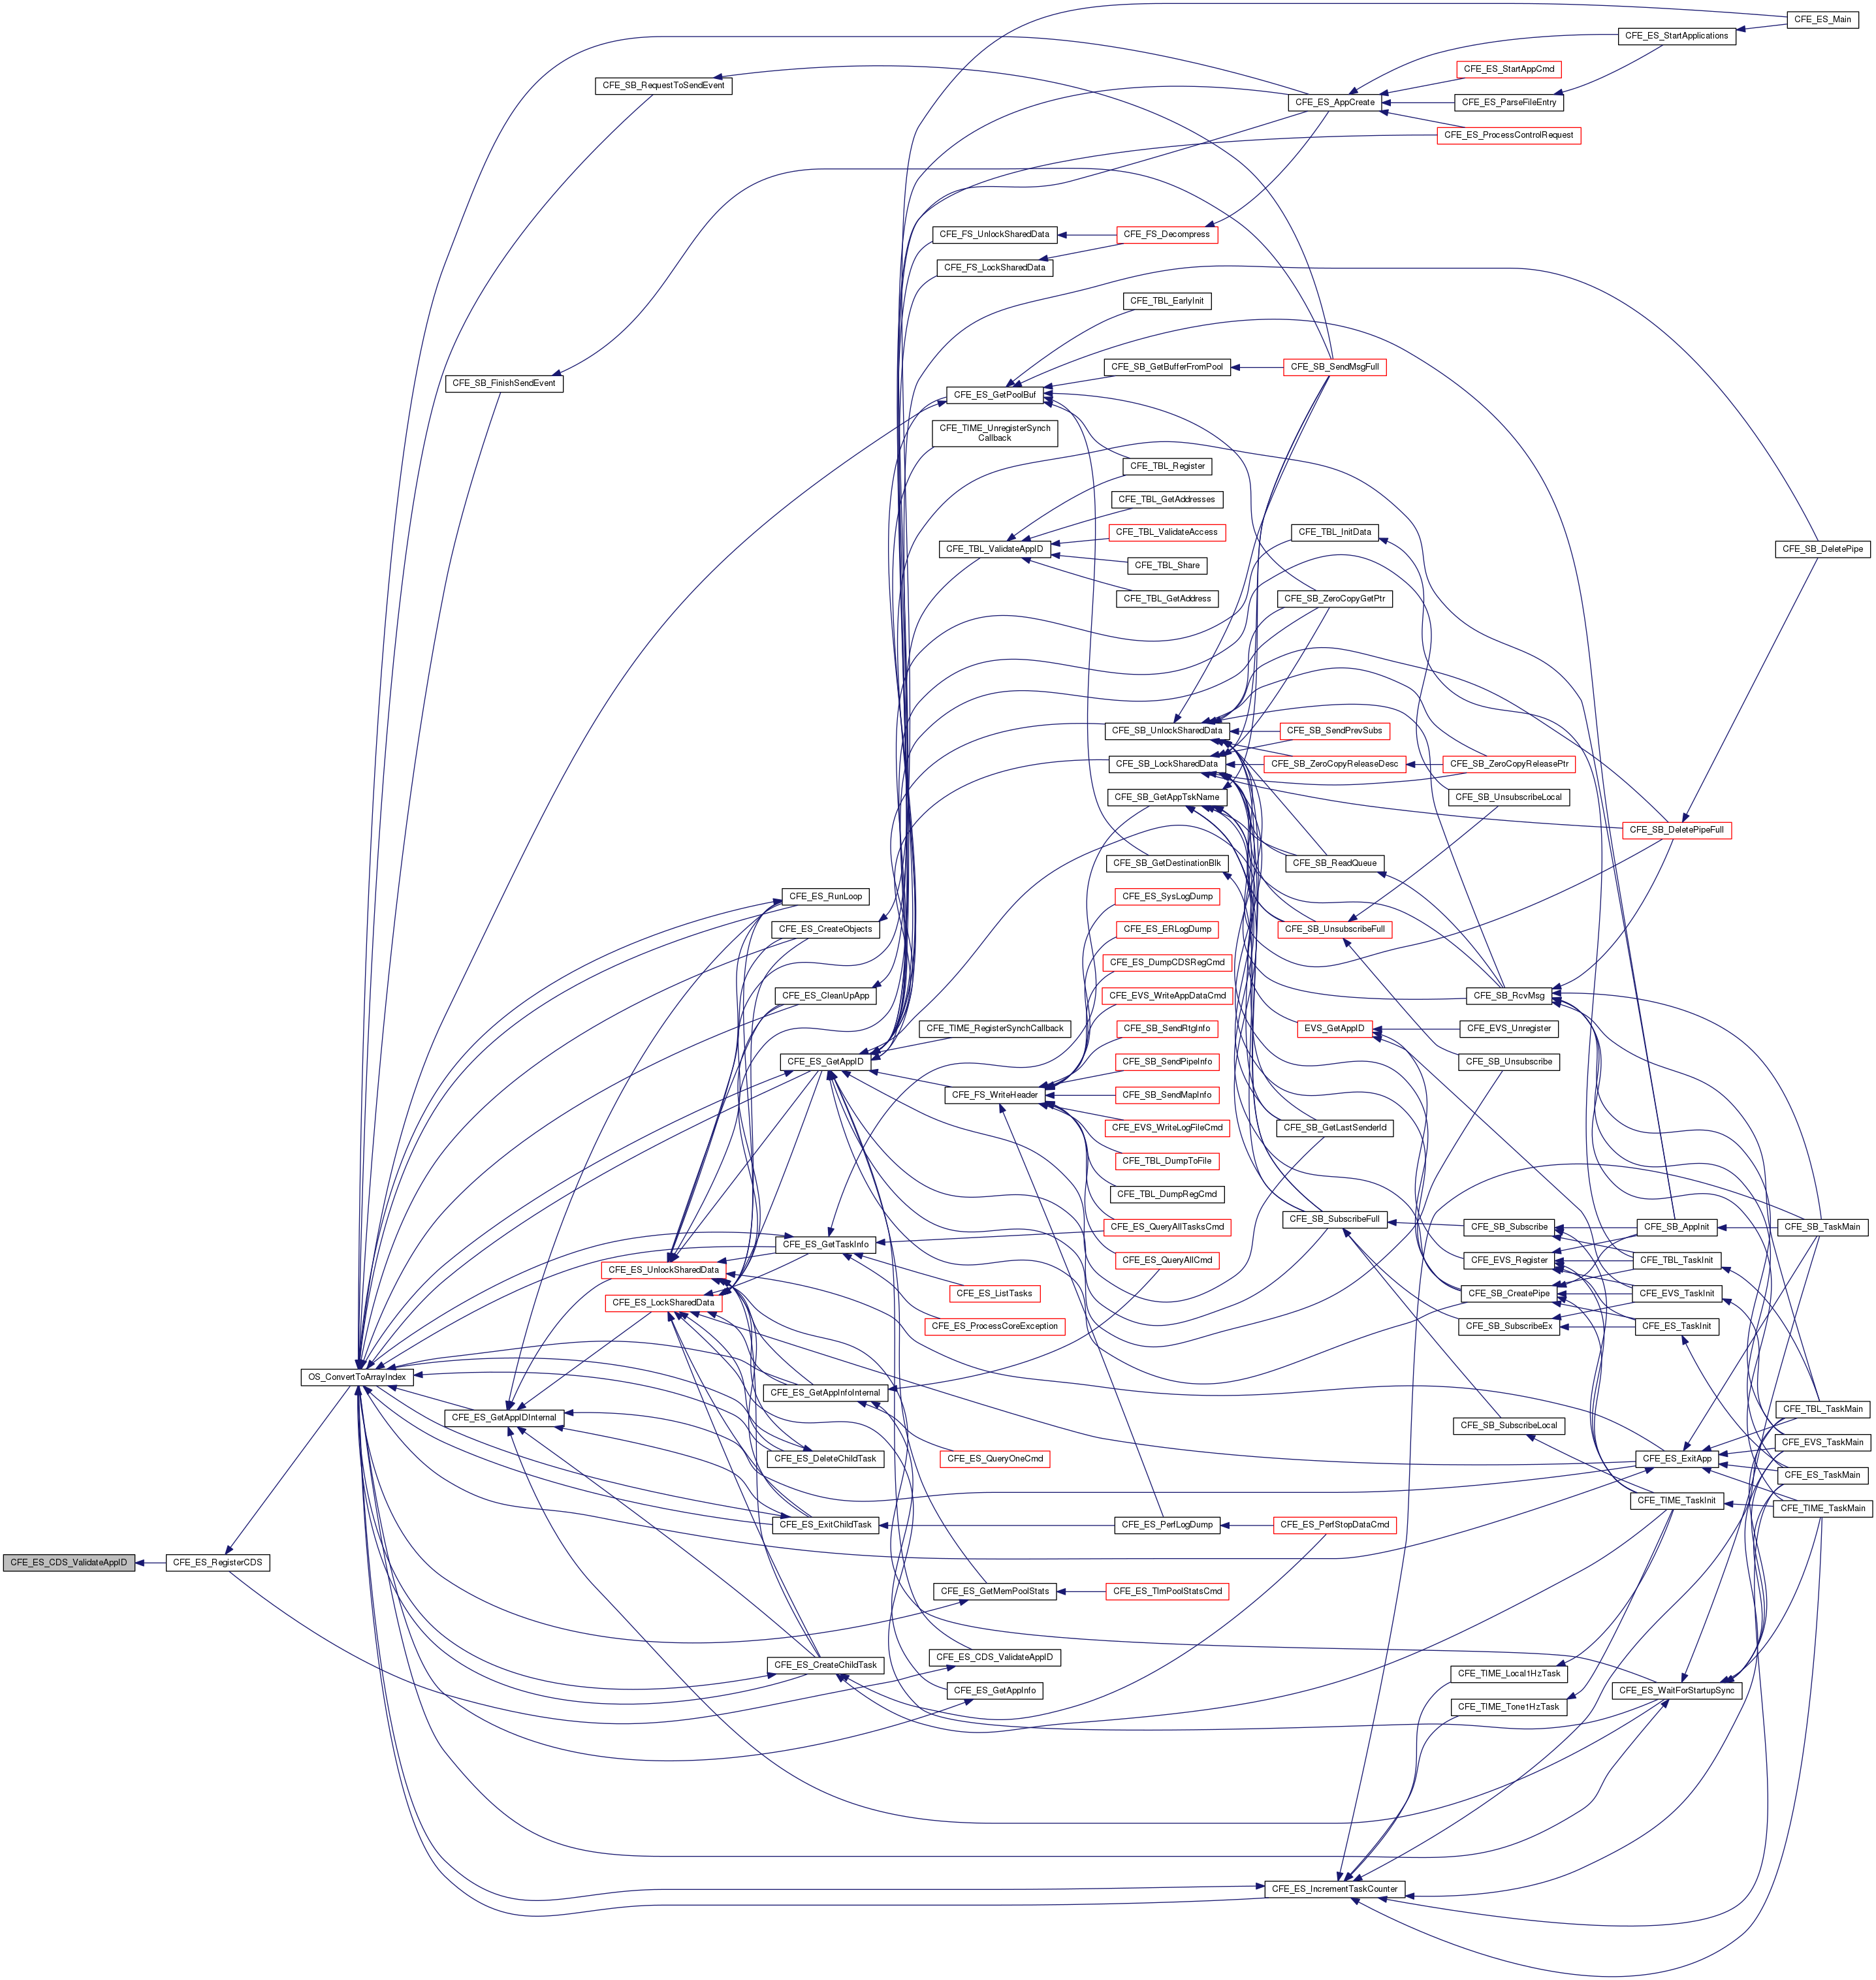 CFE_ES_Main
CFE_ES_StartApplications
CFE_ES_StartAppCmd
CFE_SB_RequestToSendEvent
CFE_ES_AppCreate
CFE_ES_ParseFileEntry
CFE_ES_ProcessControlRequest
CFE_FS_UnlockSharedData
CFE_FS_Decompress
CFE_FS_LockSharedData
CFE_TBL_EarlyInit
CFE_SB_GetBufferFromPool
CFE_SB_SendMsgFull
CFE_SB_FinishSendEvent
CFE_ES_GetPoolBuf
CFE_TIME_UnregisterSynch
Callback
CFE_TBL_Register
CFE_TBL_GetAddresses
CFE_TBL_ValidateAccess
CFE_TBL_InitData
CFE_TBL_ValidateAppID
CFE_SB_DeletePipe
CFE_TBL_Share
CFE_TBL_GetAddress
CFE_SB_ZeroCopyGetPtr
CFE_SB_UnlockSharedData
CFE_SB_SendPrevSubs
CFE_SB_LockSharedData
CFE_SB_ZeroCopyReleaseDesc
CFE_SB_ZeroCopyReleasePtr
CFE_SB_GetAppTskName
CFE_SB_UnsubscribeLocal
CFE_SB_DeletePipeFull
CFE_SB_GetDestinationBlk
CFE_SB_ReadQueue
CFE_ES_RunLoop
CFE_ES_SysLogDump
CFE_ES_CreateObjects
CFE_ES_ERLogDump
CFE_SB_UnsubscribeFull
CFE_ES_DumpCDSRegCmd
CFE_ES_CleanUpApp
CFE_EVS_WriteAppDataCmd
CFE_SB_RcvMsg
CFE_TIME_RegisterSynchCallback
CFE_SB_SendRtgInfo
EVS_GetAppID
CFE_EVS_Unregister
CFE_ES_GetAppID
CFE_SB_SendPipeInfo
CFE_SB_Unsubscribe
CFE_FS_WriteHeader
CFE_SB_SendMapInfo
CFE_EVS_WriteLogFileCmd
CFE_SB_GetLastSenderId
CFE_TBL_DumpToFile
CFE_TBL_DumpRegCmd
CFE_ES_QueryAllTasksCmd
CFE_SB_SubscribeFull
CFE_SB_Subscribe
CFE_SB_AppInit
CFE_SB_TaskMain
CFE_ES_GetTaskInfo
CFE_ES_QueryAllCmd
CFE_EVS_Register
CFE_TBL_TaskInit
CFE_ES_UnlockSharedData
CFE_ES_ListTasks
CFE_SB_CreatePipe
CFE_EVS_TaskInit
CFE_ES_LockSharedData
CFE_ES_ProcessCoreException
CFE_SB_SubscribeEx
CFE_ES_TaskInit
OS_ConvertToArrayIndex
CFE_ES_GetAppInfoInternal
CFE_TBL_TaskMain
CFE_ES_GetAppIDInternal
CFE_SB_SubscribeLocal
CFE_EVS_TaskMain
CFE_ES_DeleteChildTask
CFE_ES_QueryOneCmd
CFE_ES_ExitApp
CFE_ES_TaskMain
CFE_TIME_TaskInit
CFE_TIME_TaskMain
CFE_ES_ExitChildTask
CFE_ES_PerfLogDump
CFE_ES_PerfStopDataCmd
CFE_ES_CDS_ValidateAppID
CFE_ES_RegisterCDS
CFE_ES_GetMemPoolStats
CFE_ES_TlmPoolStatsCmd
CFE_ES_CDS_ValidateAppID
CFE_ES_CreateChildTask
CFE_TIME_Local1HzTask
CFE_ES_GetAppInfo
CFE_ES_WaitForStartupSync
CFE_TIME_Tone1HzTask
CFE_ES_IncrementTaskCounter